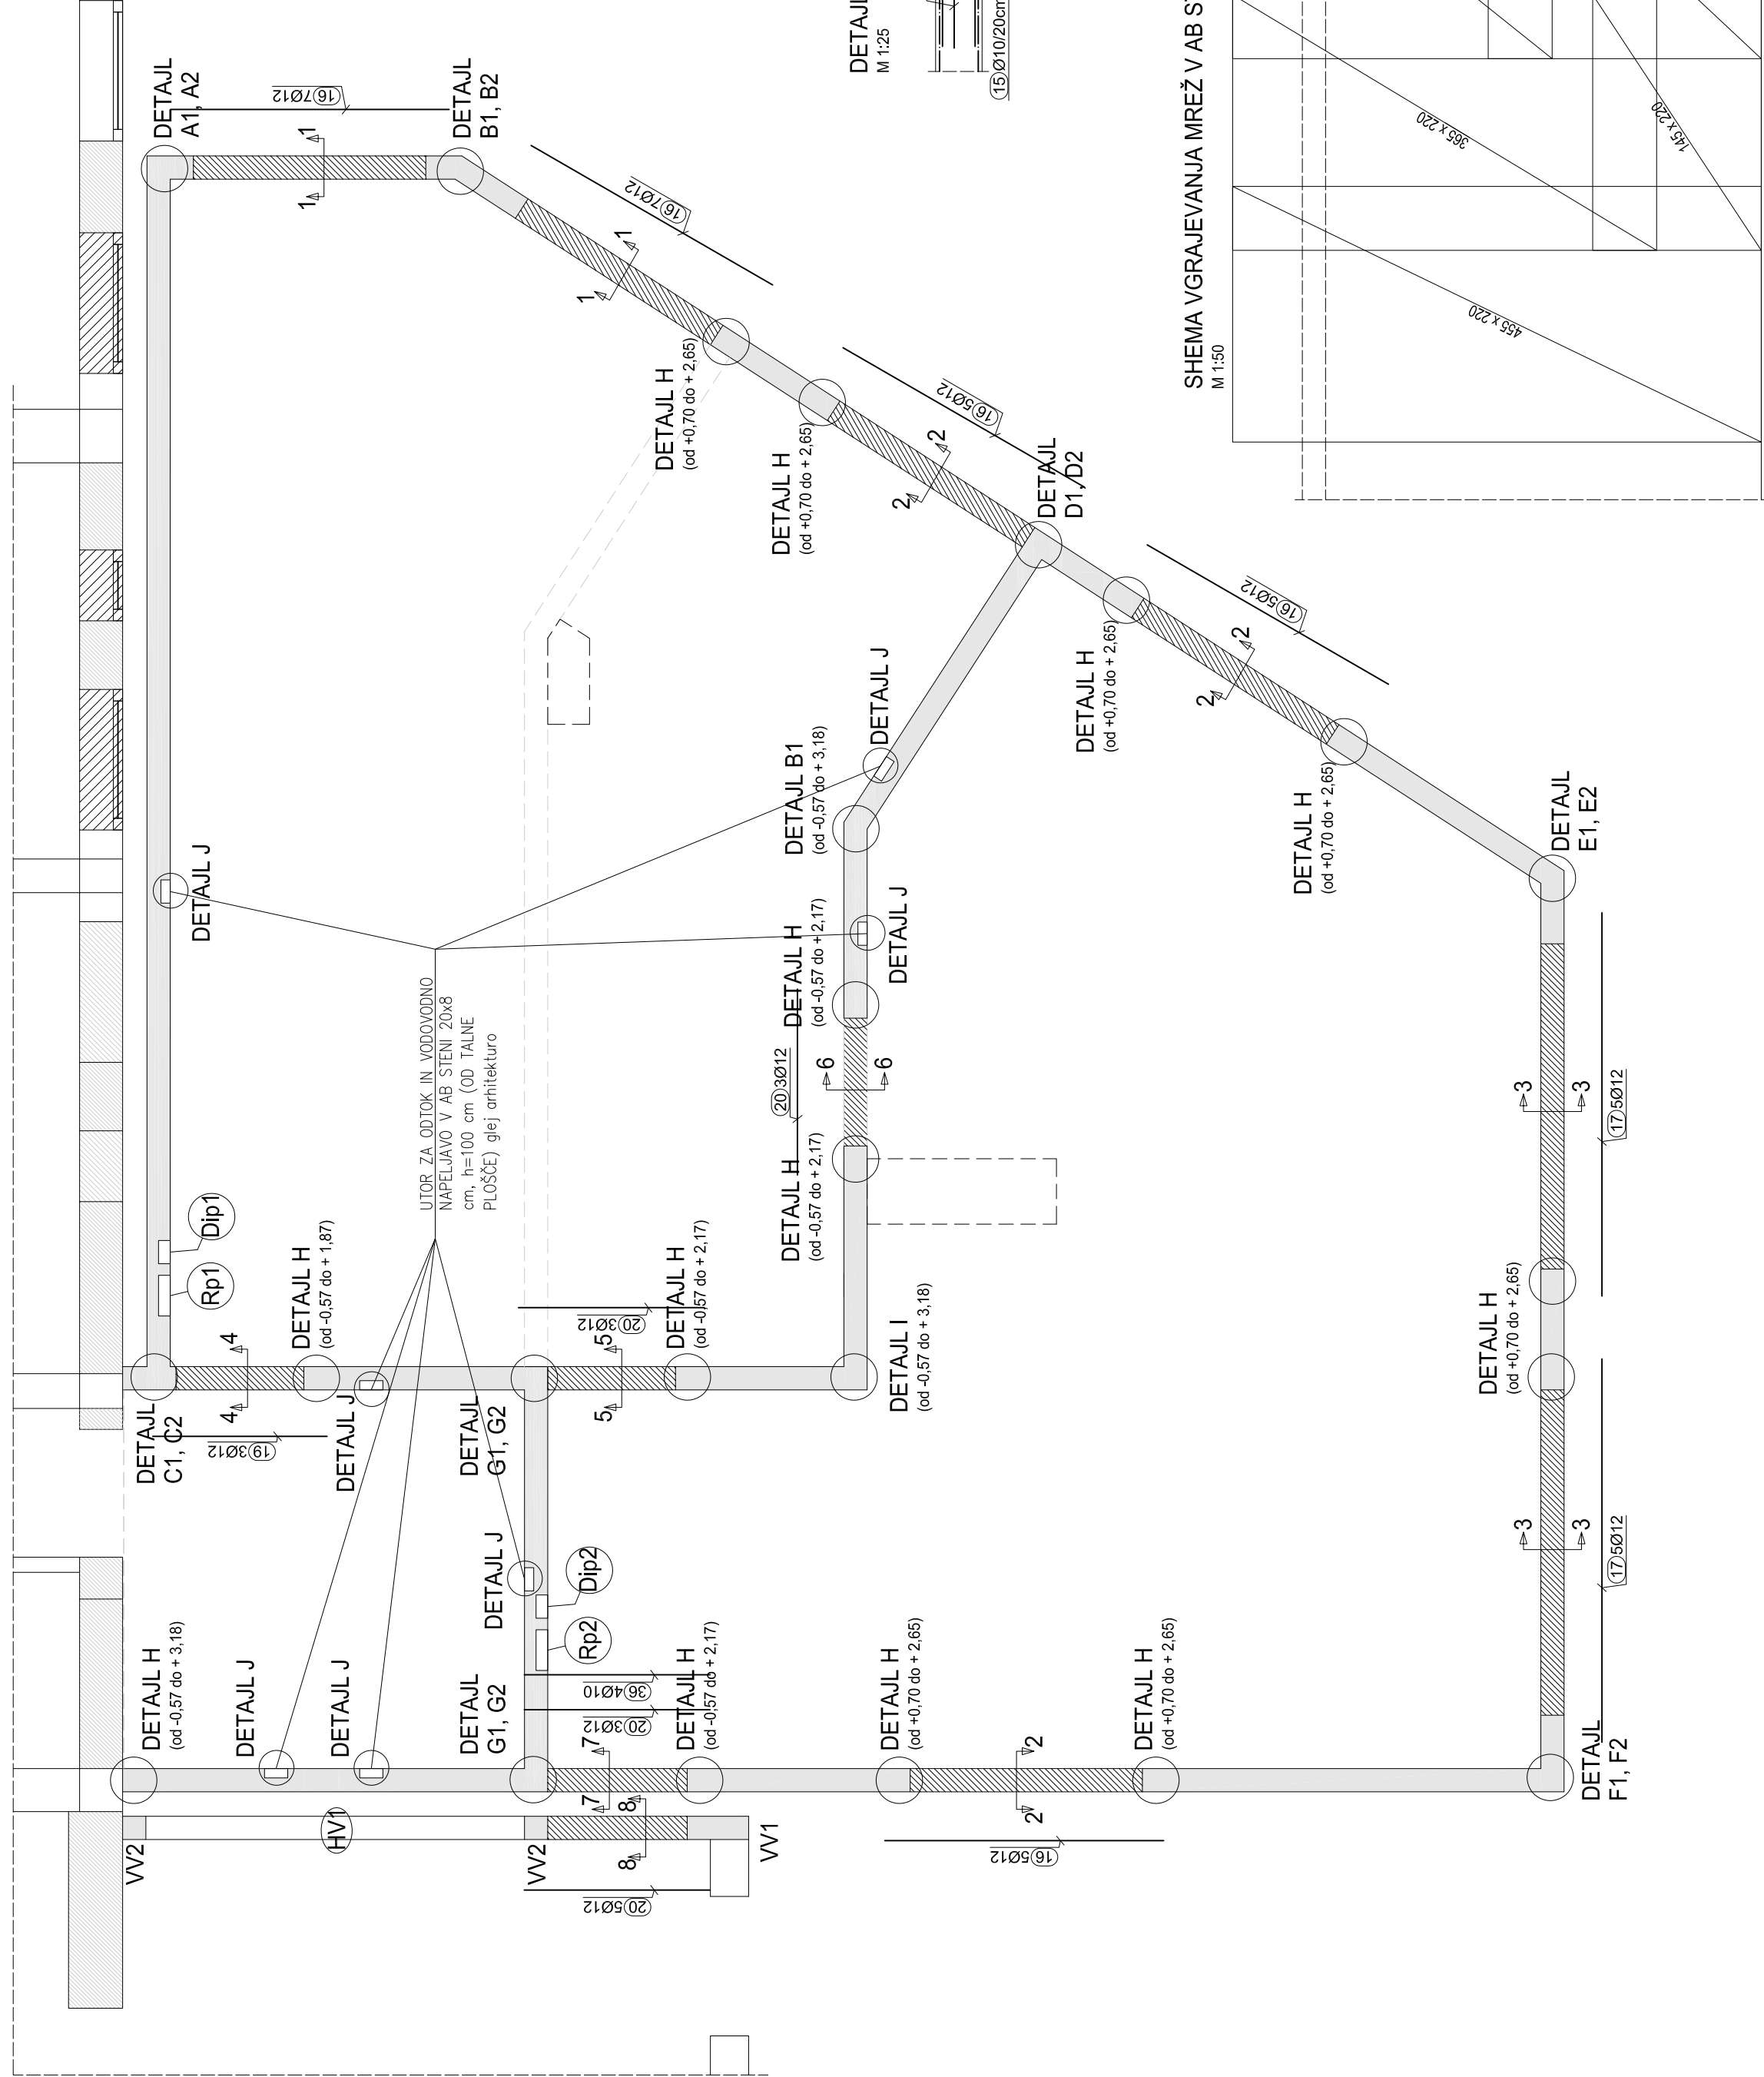 DETAJL
A1, A2
16 7Ø12
DETAJL
B1, B2
1
1
16 7Ø12
1
1
DETAJL
M 1:25
15 Ø10/20cm
SHEMA VGRAJEVANJA MREŽ V AB S
M 1:50
365 x 220
145 x 220
455 x 220
DETAJL H
(od +0,70 do + 2,65)
DETAJL H
(od +0,70 do + 2,65)
16 5Ø12
2
2
DETAJL
D1, D2
16 5Ø12
2
2
DETAJL H
(od +0,70 do + 2,65)
DETAJL H
(od +0,70 do + 2,65)
DETAJL
E1, E2
DETAJL J
DETAJL B1
(od -0,57 do + 3,18)
DETAJL J
DETAJL H
(od -0,57 do + 2,17)
DETAJL J
UTOR ZA ODTOK IN VODOVODNO
NAPELJAVO V AB STENI 20x8
cm, h=100 cm (OD TALNE
PLOŠČE) glej arhitekturo
20 3Ø12
6
6
DETAJL H
(od -0,57 do + 2,17)
3
3
17 5Ø12
Dip1
Rp1
DETAJL H
(od -0,57 do + 1,87)
4
4
19 3Ø12
20 3Ø12
5
5
DETAJL H
(od -0,57 do + 2,17)
DETAJL I
(od -0,57 do + 3,18)
DETAJL H
(od +0,70 do + 2,65)
DETAJL
C1, C2
DETAJL J
DETAJL
G1, G2
3
3
17 5Ø12
DETAJL J
Dip2
Rp2
DETAJL H
(od -0,57 do + 3,18)
DETAJL J
DETAJL J
DETAJL
G1, G2
36 4Ø10
20 3Ø12
DETAJL H
(od -0,57 do + 2,17)
DETAJL H
(od +0,70 do + 2,65)
DETAJL H
(od +0,70 do + 2,65)
DETAJL
F1, F2
7
7
8
8
2
2
16 5Ø12
HV1
VV2
VV2
VV1
20 5Ø12